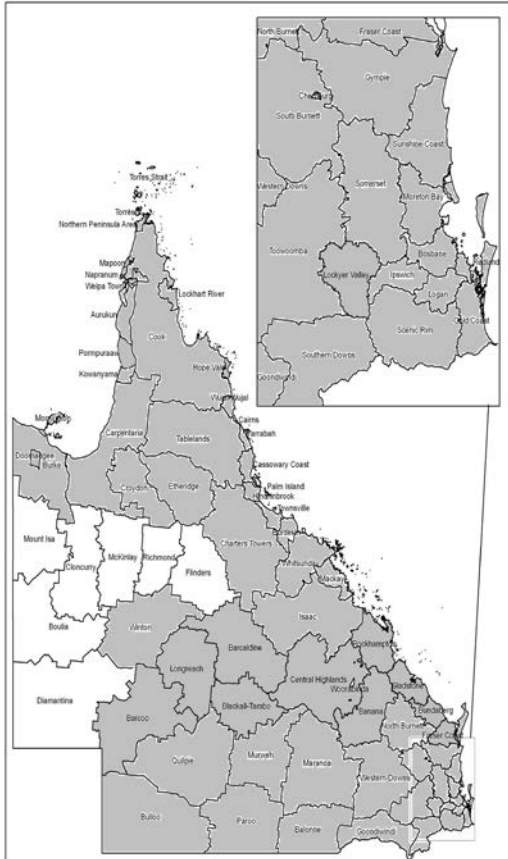 North Burnett
Fraser Coast
Gympie
Cherbourg
South Burnett
Sunshine Coast
Western Downs
Somerset
Moreton Bay
Toowoomba
Brisbane
Redland
Lockyer Valley
Ipswich
Logan
Gold Coast
Scenic Rim
Southern Downs
Goondiwindi
Torres Strait
Torres
Northern Peninsula Area
Mapoon
Napranum
Weipa Town
Lockhart River
Aurukun
Cook
Pormpuraaw
Kowanyama
Hope Vale
Wujal Wujal
Mornington
Carpentaria
Cairns
Yarrabah
Tablelands
Doomadgee
Burke
Cassowary Coast
Croydon
Etheridge
Palm Island
Hinchinbrook
Townsville
Burdekin
Mount Isa
Cloncurry
McKinlay
Richmond
Flinders
Charters Towers
Whitsunday
Mackay
Boulia
Winton
Isaac
Rockhampton
Longreach
Barcaldine
Central Highlands
Woorabinda
Gladstone
Diamantina
Barcoo
Blackall-Tambo
Banana
Bundaberg
North Burnett
Fraser Coast
Quilpie
Murweh
Maranoa
Western Downs
Bulloo
Paroo
Balonne
Goondiwindi